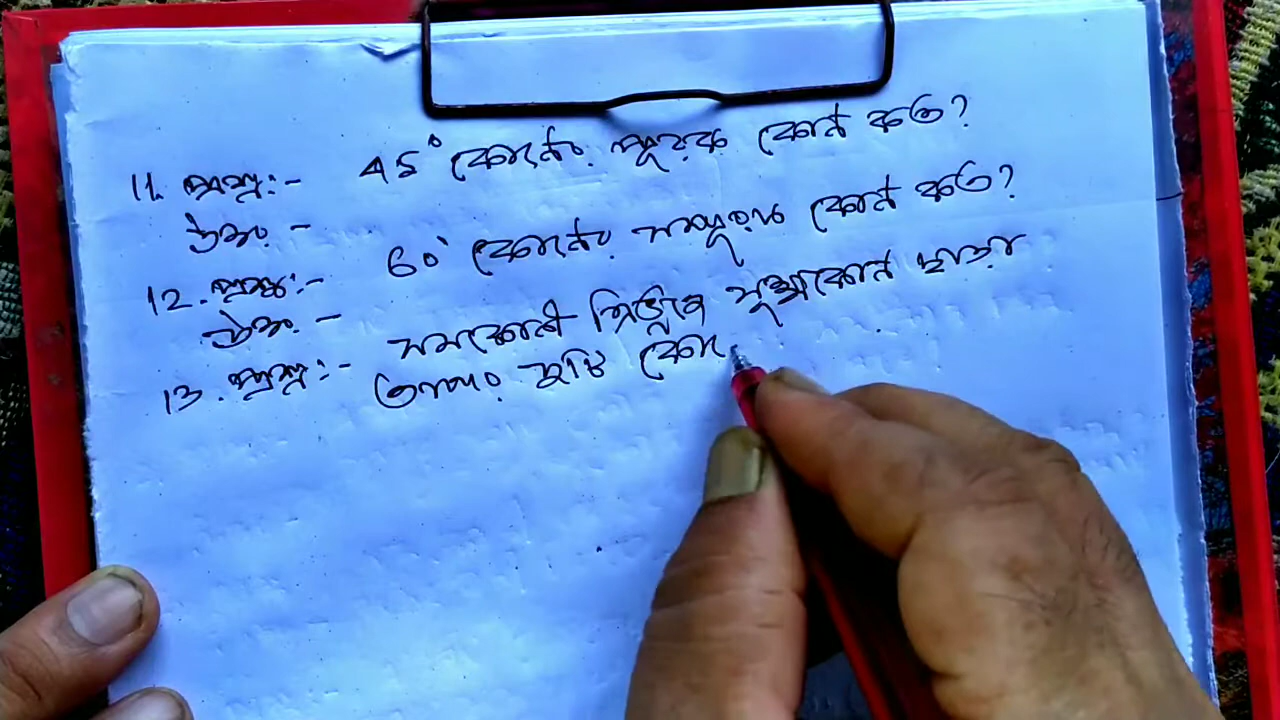 11. প্রশ্ন:- 45° কোণের পূরক কোণ কত?
উত্তর -
12. প্রশ্ন:- 60° কোণের সম্পূরক কোণ কত?
উত্তর -
13. প্রশ্ন:- সমকোণী ত্রিভুজে সূক্ষ্মকোণ ছাড়া
অপর দুটি কোণে